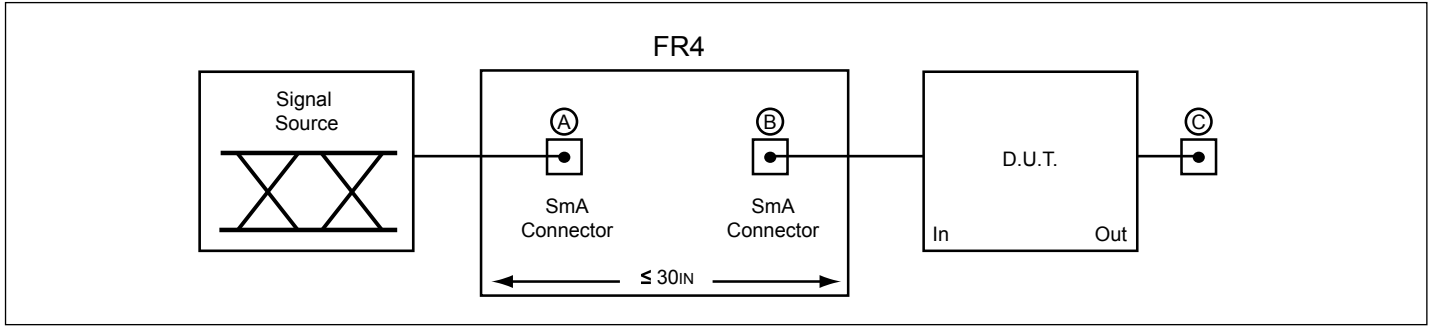 FR4
Signal
Source
A
B
C
D.U.T.
SmA
Connector
SmA
Connector
In
Out
≤ 30IN